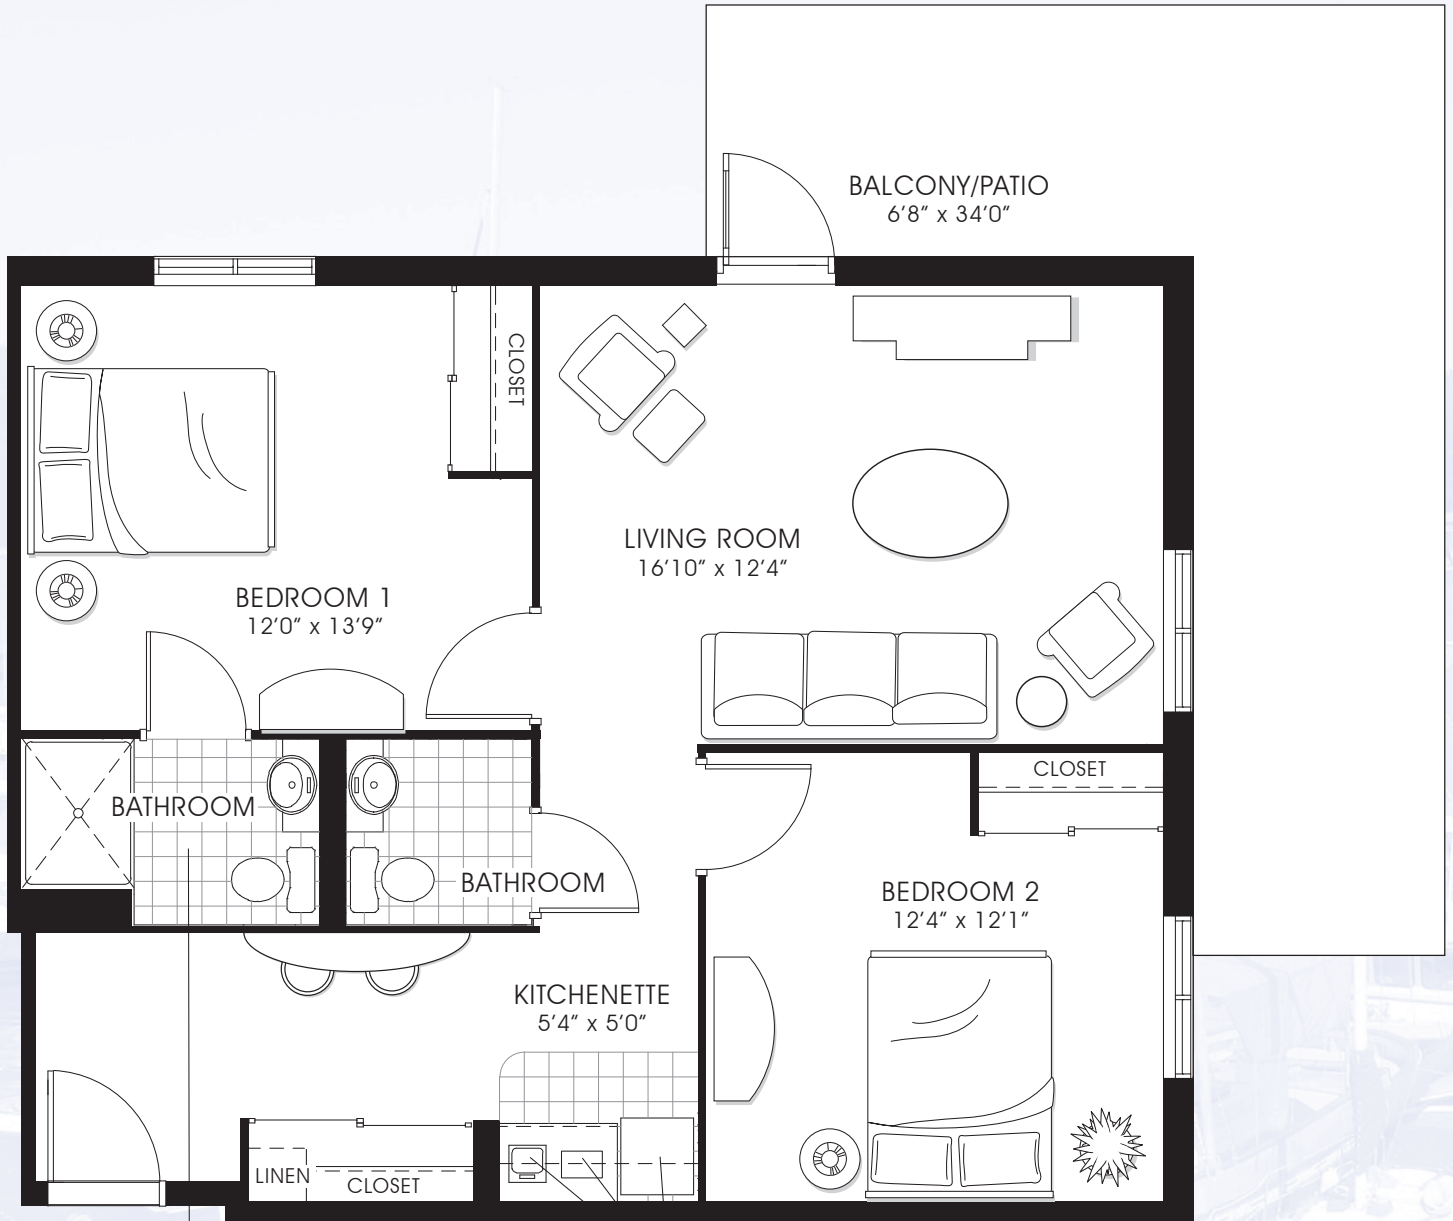 BALCONY/PATIO
6'8" x 34'0"
CLOSET
LIVING ROOM
16'10" x 12'4"
BEDROOM 1
12'0" x 13'9"
CLOSET
BATHROOM
BATHROOM
BEDROOM 2
12'4" x 12'1"
KITCHENETTE
5'4" x 5'0"
LINEN
CLOSET